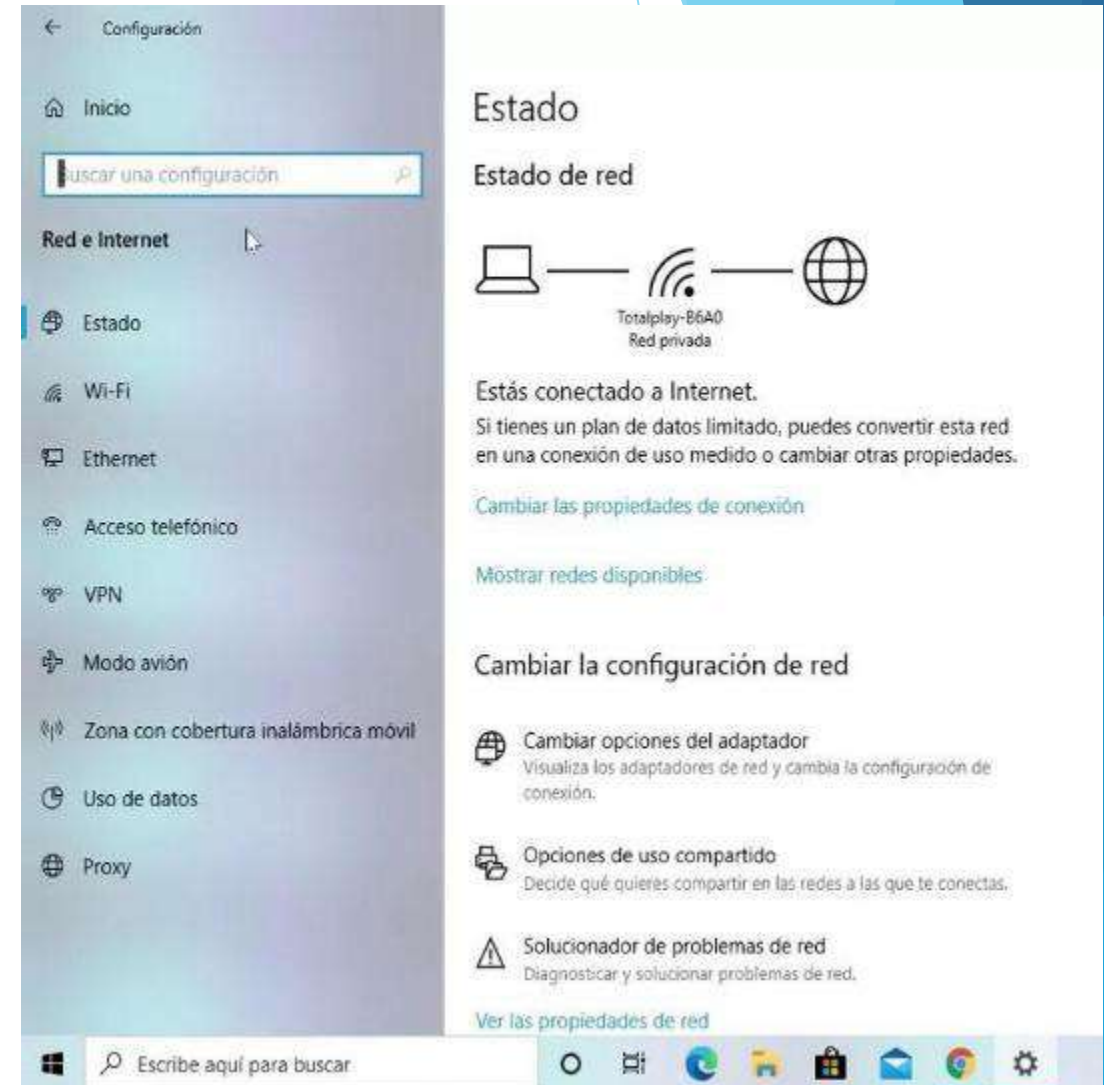 Configuración
Inicio
Buscar una configuración
Red e Internet
Estado
Wi-Fi
Ethernet
Acceso telefónico
VPN
Modo avión
Zona con cobertura inalámbrica móvil
Uso de datos
Proxy
Estado
Estado de red
Totalplay-B6A0
Red privada
Estás conectado a Internet.
Si tienes un plan de datos limitado, puedes convertir esta red
en una conexión de uso medido o cambiar otras propiedades.
Cambiar las propiedades de conexión
Mostrar redes disponibles
Cambiar la configuración de red
Cambiar opciones del adaptador
Visualiza los adaptadores de red y cambia la configuración de
conexión.
Opciones de uso compartido
Decide qué quieres compartir en las redes a las que te conectas.
Solucionador de problemas de red
Diagnosticar y solucionar problemas de red.
Ver las propiedades de red
Escribe aquí para buscar